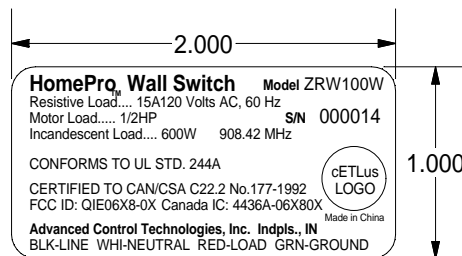 2.000
HomePro™ Wall Switch Model ZRW100W
Resistive Load.... 15A120 Volts AC, 60 Hz
Motor Load..... 1/2HP S/N 000014
Incandescent Load.... 600W 908.42 MHz
CONFORMS TO UL STD. 244A
cETLus
LOGO
1.000
CERTIFIED TO CAN/CSA C22.2 No.177-1992
FCC ID: QIE06X8-0X Canada IC: 4436A-06X80X
Made in China
Advanced Control Technologies, Inc. Indpls., IN
BLK-LINE WHI-NEUTRAL RED-LOAD GRN-GROUND